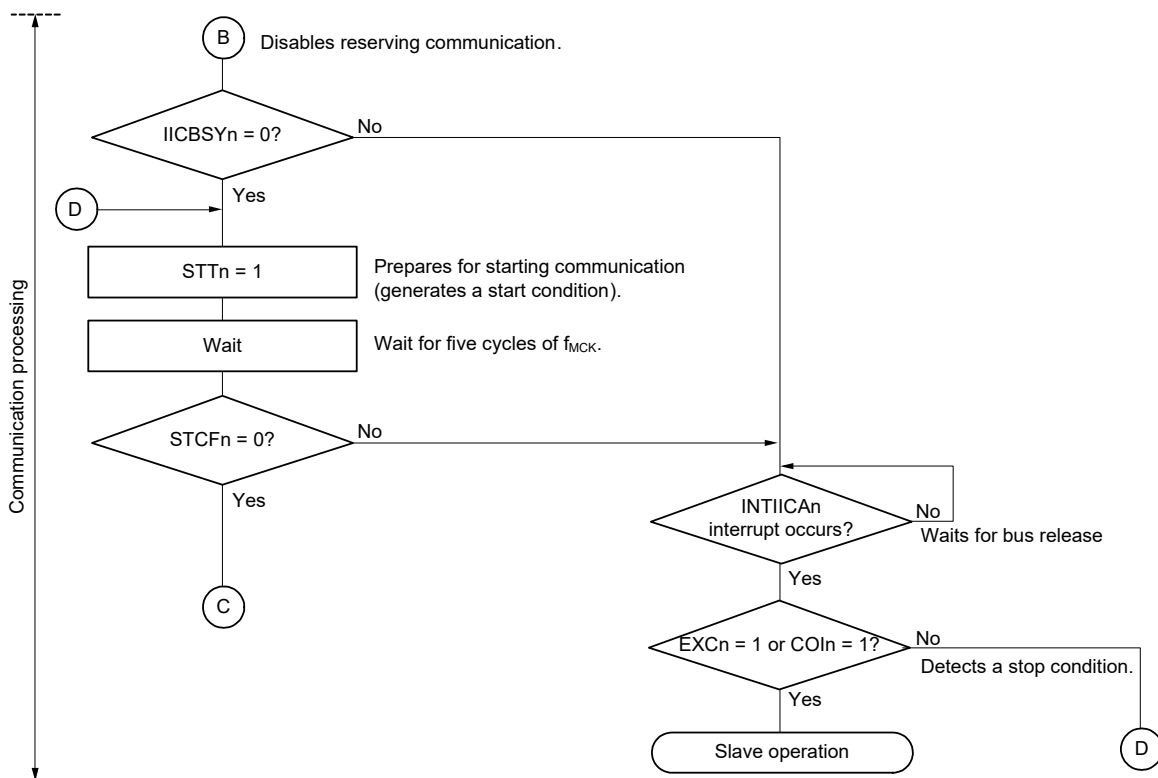 B
Disables reserving communication.
IICBSYn = 0?
No
Yes
D
STTn = 1
Prepares for starting communication
(generates a start condition).
Wait
Wait for five cycles of fMCK.
STCFn = 0?
No
Yes
C
INTIICAn
interrupt occurs?
No
Waits for bus release
Yes
EXCn = 1 or COIn = 1?
No
Detects a stop condition.
Yes
Slave operation
D
Communication processing